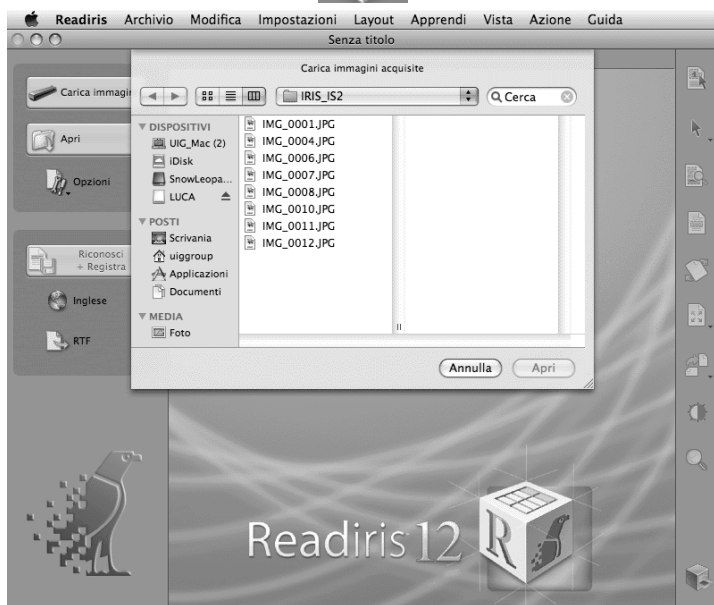 Readiris Archivio Modifica Impostazioni Layout Apprendi Vista Azione Guida
Senza titolo
Carica immagini acquisite
IRIS_IS2
Cerca
Carica immagin
Apri
Opzioni
Riconosci
+ Registra
Inglese
RTF
DISPOSITIVI
UIG_Mac (2)
iDisk
SnowLeopa...
LUCA
POSTI
Scrivania
uiggroup
Applicazioni
Documenti
MEDIA
Foto
IMG_0001.JPG
IMG_0004.JPG
IMG_0006.JPG
IMG_0007.JPG
IMG_0008.JPG
IMG_0010.JPG
IMG_0011.JPG
IMG_0012.JPG
Annulla
Apri
Readiris 12
R